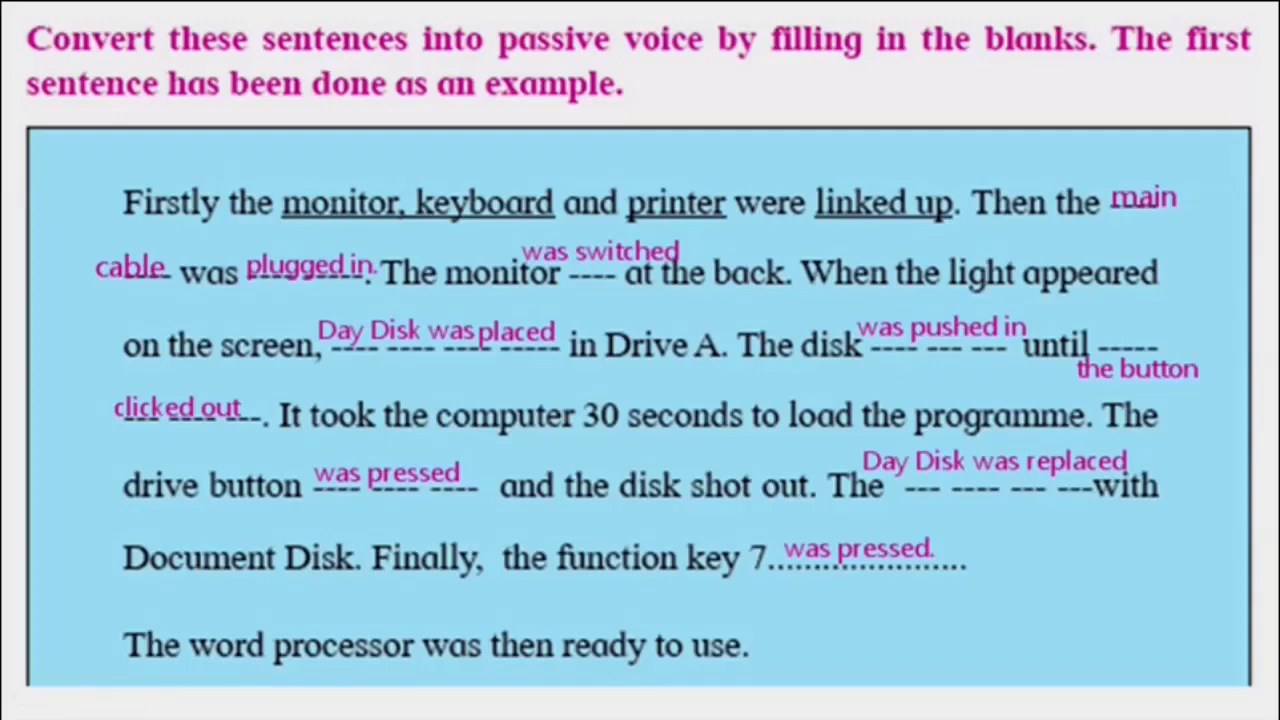 Convert these sentences into passive voice by filling in the blanks. The first
sentence has been done as an example.
Firstly the monitor, keyboard and printer were linked up. Then the main
cable was plugged in. The monitor was switched ---- at the back. When the light appeared
on the screen, Day Disk was placed in Drive A. The disk was pushed in until ----- the button
clicked out. It took the computer 30 seconds to load the programme. The
drive button was pressed and the disk shot out. The Day Disk was replaced with
Document Disk. Finally, the function key 7 was pressed.
The word processor was then ready to use.